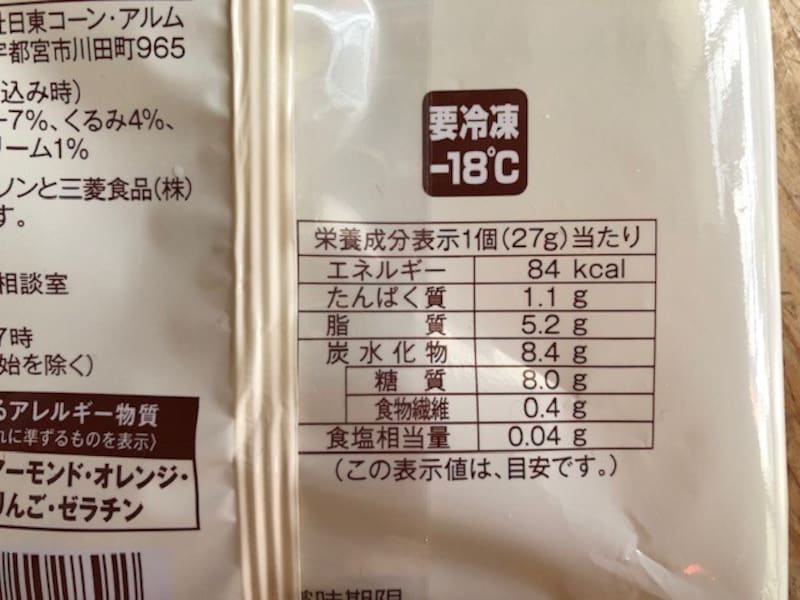 社日東コーン・アルム
宇都宮市川田町965
込み時)
ー7%、くるみ4%、
リーム1%
ノンと三菱食品(株)
す。
相談室
7時
始を除く)
るアレルギー物質
れに準ずるものを表示〉
アーモンド・オレンジ・
りんご・ゼラチン
要冷凍
-18℃
栄養成分表示1個(27g)当たり
エネルギー 84 kcal
たんぱく質 1.1 g
脂質 5.2 g
炭水化物 8.4 g
糖質 8.0 g
食物繊維 0.4 g
食塩相当量 0.04 g
(この表示値は、目安です。)
味期限